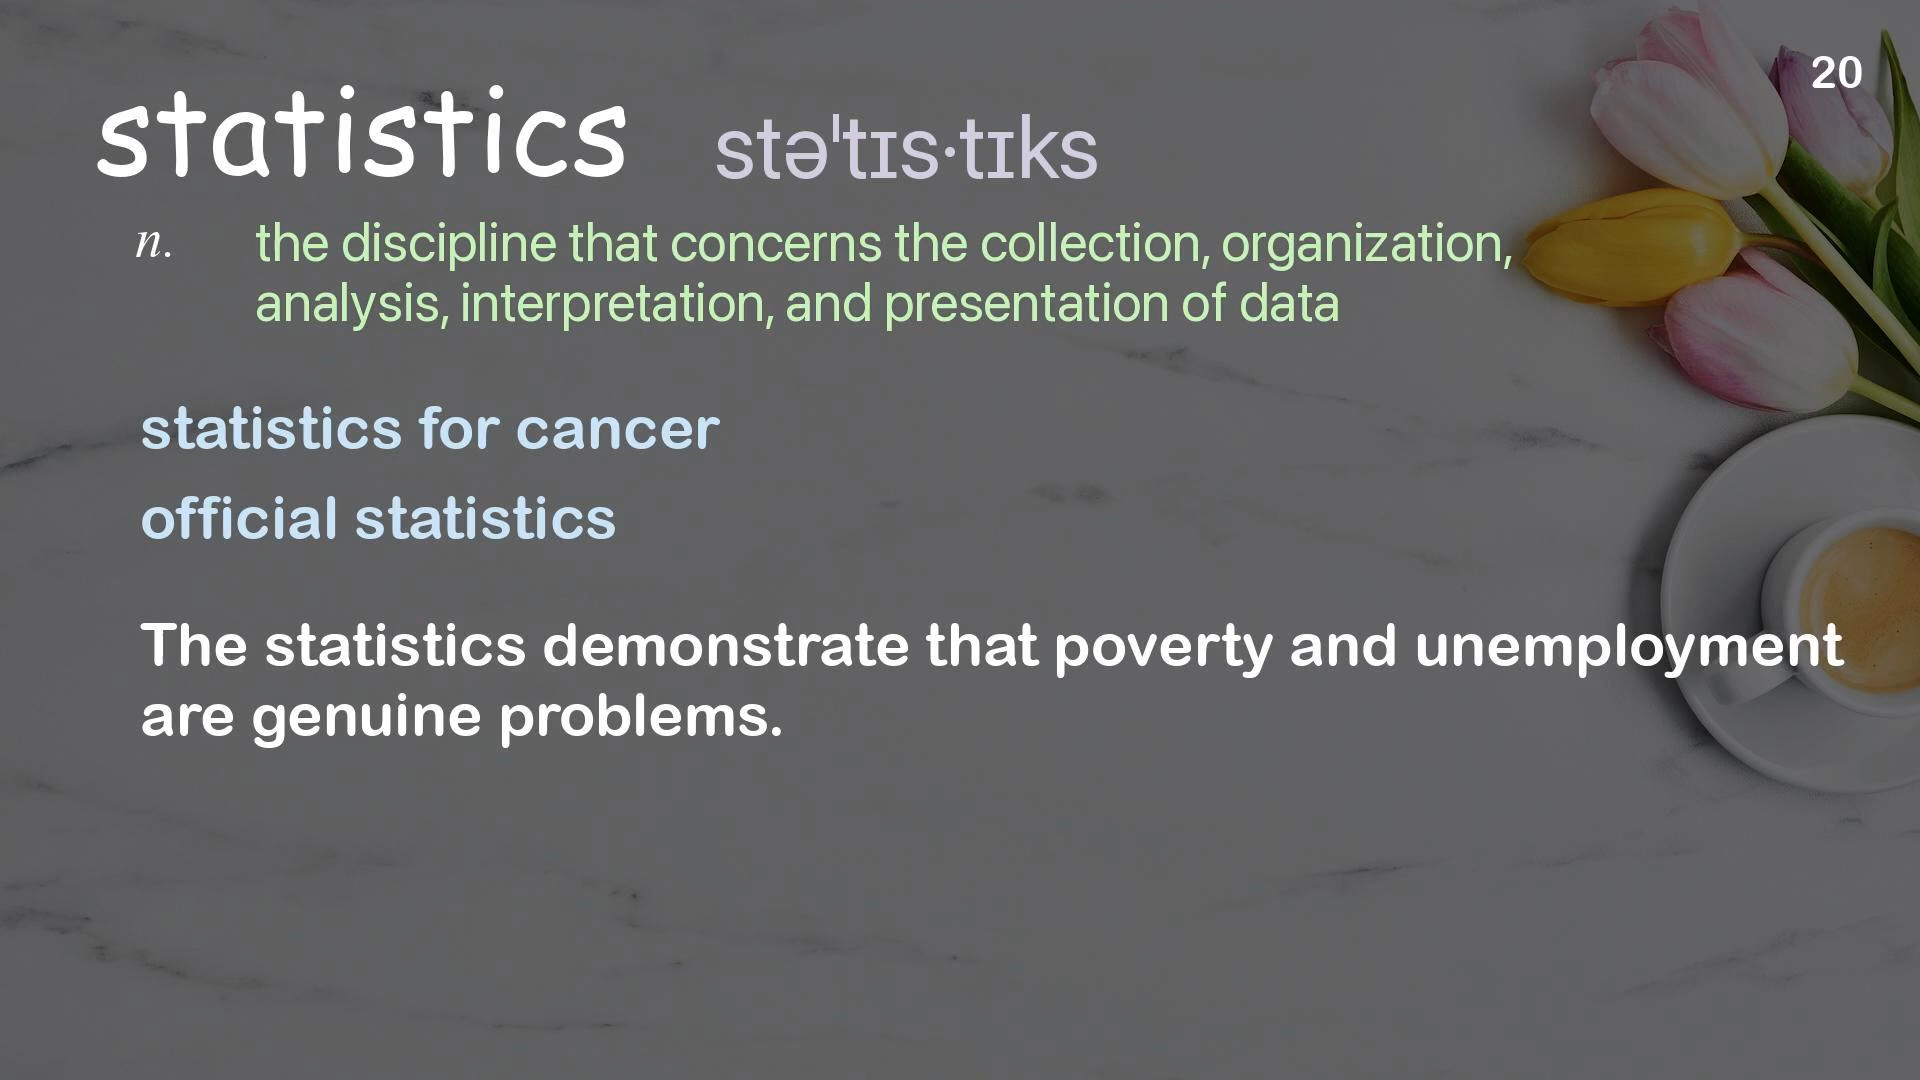 20
statistics stəˈtɪs·tɪks
n. the discipline that concerns the collection, organization,
analysis, interpretation, and presentation of data
statistics for cancer
official statistics
The statistics demonstrate that poverty and unemployment
are genuine problems.